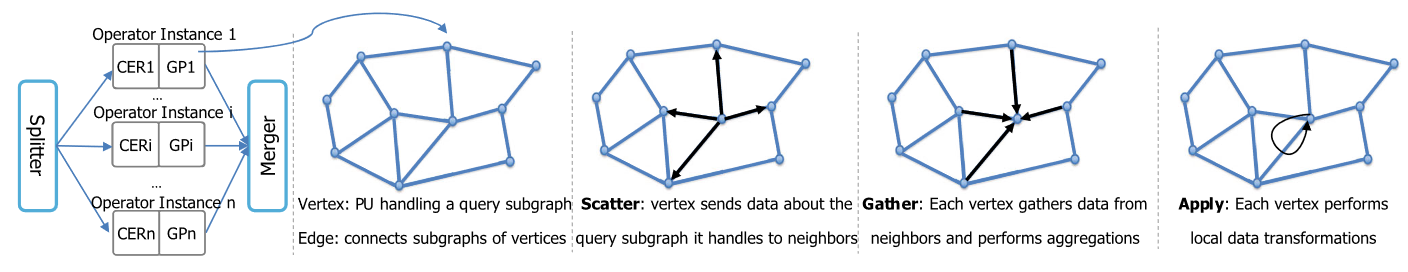 Splitter
Operator Instance 1
CER1
GP1
...
Operator Instance i
CERi
GPi
...
Operator Instance n
CERn
GPn
Merger
Vertex: PU handling a query subgraph
Edge: connects subgraphs of vertices
Scatter: vertex sends data about the
query subgraph it handles to neighbors
Gather: Each vertex gathers data from
neighbors and performs aggregations
Apply: Each vertex performs
local data transformations